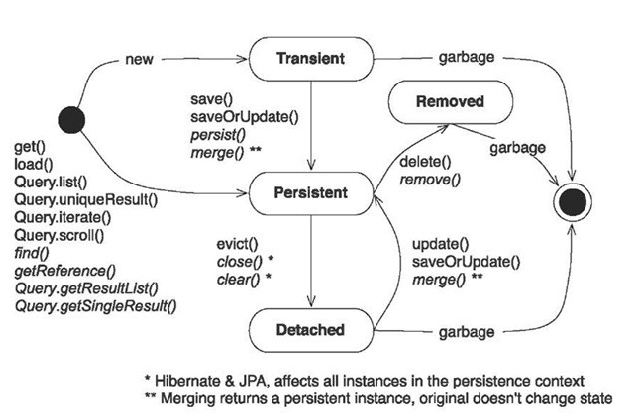 new
Transient
garbage
save()
saveOrUpdate()
persist()
merge() **
Removed
get()
load()
Query.list()
Query.uniqueResult()
Query.iterate()
Query.scroll()
find()
getReference()
Query.getResultList()
Query.getSingleResult()
Persistent
delete()
remove()
garbage
evict()
close() *
clear() *
update()
saveOrUpdate()
merge() **
Detached
garbage
* Hibernate & JPA, affects all instances in the persistence context
** Merging returns a persistent instance, original doesn't change state